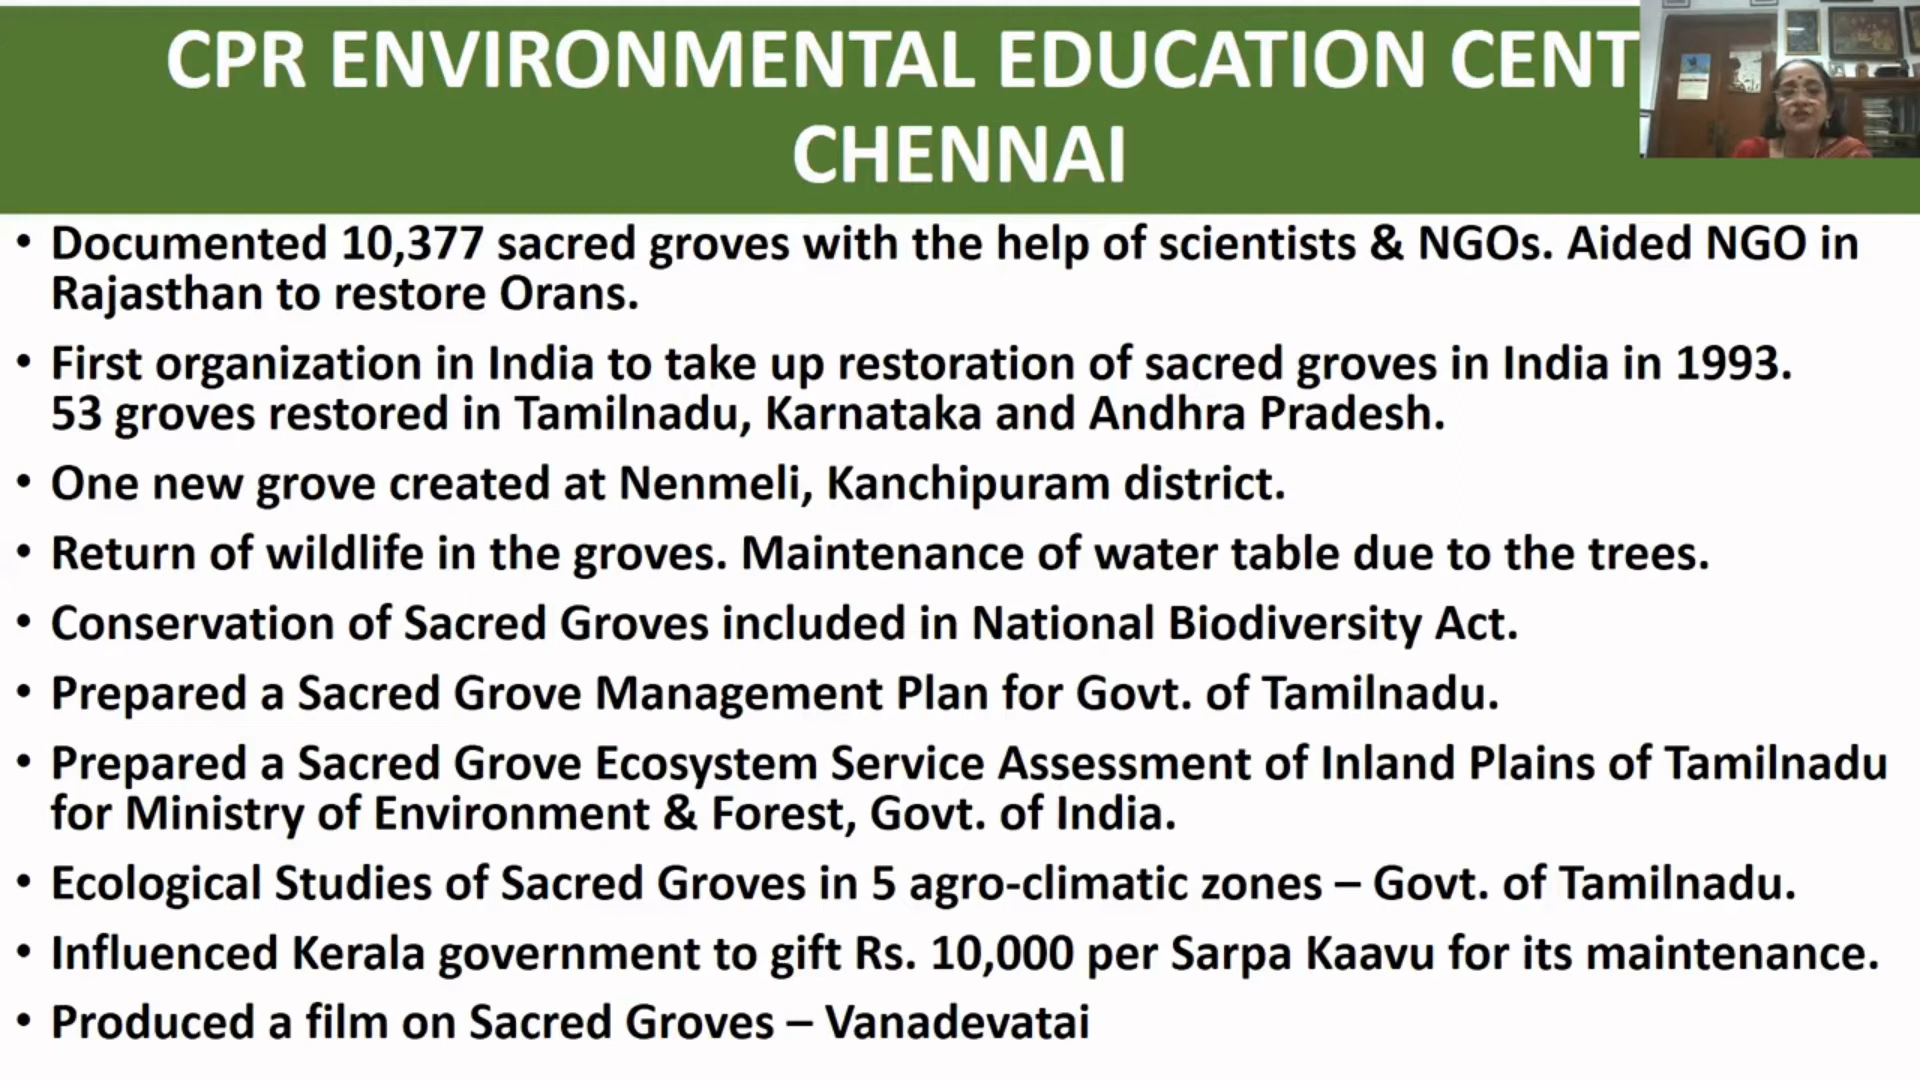 CPR ENVIRONMENTAL EDUCATION CENT
CHENNAI
• Documented 10,377 sacred groves with the help of scientists & NGOs. Aided NGO in
Rajasthan to restore Orans.
• First organization in India to take up restoration of sacred groves in India in 1993.
53 groves restored in Tamilnadu, Karnataka and Andhra Pradesh.
• One new grove created at Nenmeli, Kanchipuram district.
• Return of wildlife in the groves. Maintenance of water table due to the trees.
• Conservation of Sacred Groves included in National Biodiversity Act.
• Prepared a Sacred Grove Management Plan for Govt. of Tamilnadu.
• Prepared a Sacred Grove Ecosystem Service Assessment of Inland Plains of Tamilnadu
for Ministry of Environment & Forest, Govt. of India.
• Ecological Studies of Sacred Groves in 5 agro-climatic zones – Govt. of Tamilnadu.
• Influenced Kerala government to gift Rs. 10,000 per Sarpa Kaavu for its maintenance.
• Produced a film on Sacred Groves – Vanadevatai